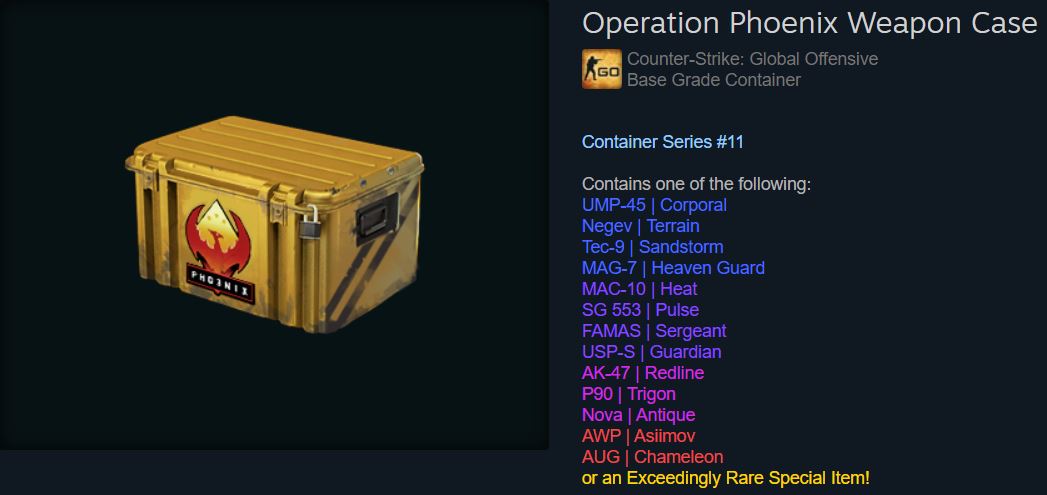 Operation Phoenix Weapon Case
GO
Counter-Strike: Global Offensive
Base Grade Container
Container Series #11
Contains one of the following:
UMP-45 | Corporal
Negev | Terrain
Tec-9 | Sandstorm
MAG-7 | Heaven Guard
MAC-10 | Heat
SG 553 | Pulse
FAMAS | Sergeant
USP-S | Guardian
AK-47 | Redline
P90 | Trigon
Nova | Antique
AWP | Asiimov
AUG | Chameleon
or an Exceedingly Rare Special Item!
PHO3NIX